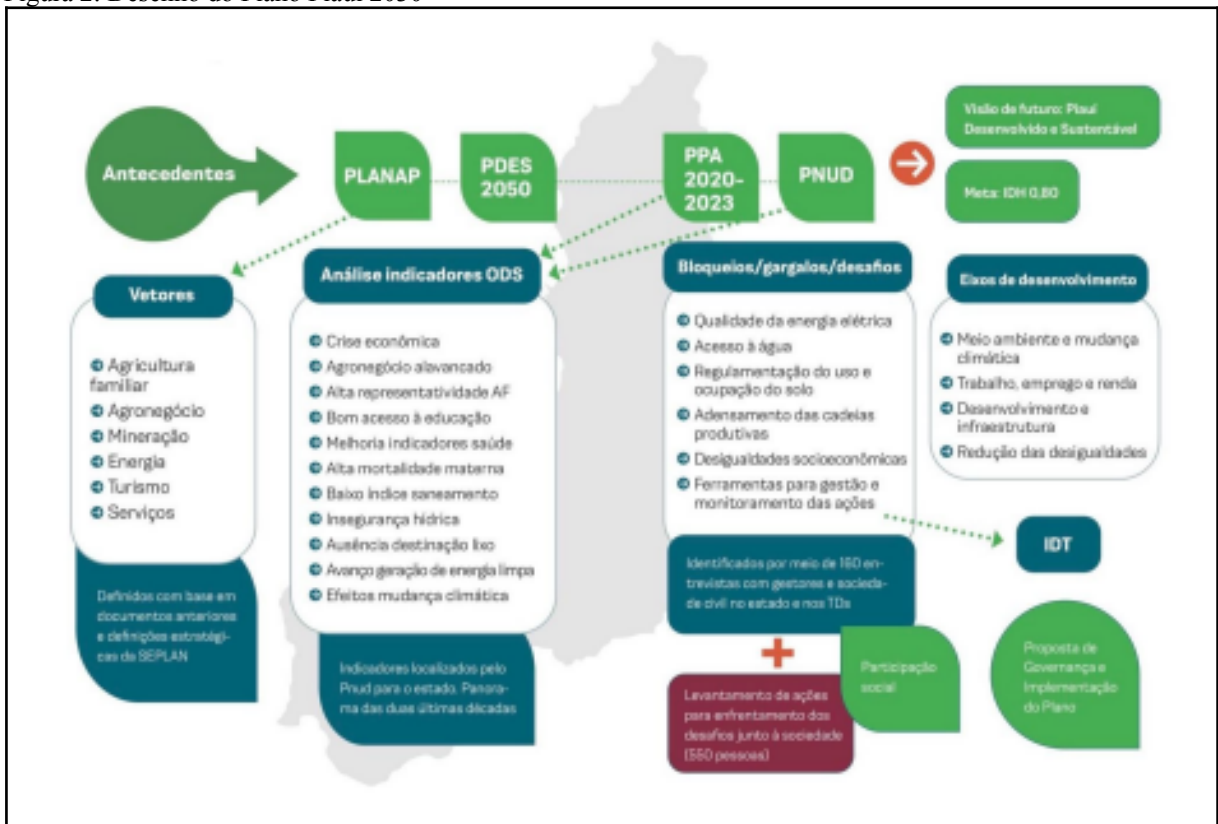 Antecedentes
PLANAP
PDES
2050
PPA
2020-
2023
PNUD
Visão de futuro: Piauí
Desenvolvido e Sustentável
Meta: IDH 0,80
Vetores
Agricultura
familiar
Agronegócio
Mineração
Energia
Turismo
Serviços
Definidos com base em
documentos anteriores
e definições estratégi-
cas da SEPLAN
Análise indicadores ODS
Crise econômica
Agronegócio alavancado
Alta representatividade AF
Bom acesso à educação
Melhoria indicadores saúde
Alta mortalidade materna
Baixo índice saneamento
Insegurança hídrica
Ausência destinação lixo
Avanço geração de energia limpa
Efeitos mudança climática
Indicadores localizados pelo
Pnud para o estado. Panora-
ma das duas últimas décadas
Bloqueios/gargalos/desafios
Qualidade da energia elétrica
Acesso à água
Regulamentação do uso e
ocupação do solo
Adensamento das cadeias
produtivas
Desigualdades socioeconômicas
Ferramentas para gestão e
monitoramento das ações
Identificados por meio de 160 en-
trevistas com gestores e socieda-
de civil no estado e nos TDs
Levantamento de ações
para enfrentamento dos
desafios junto à sociedade
(550 pessoas)
Participação
social
Eixos de desenvolvimento
Meio ambiente e mudança
climática
Trabalho, emprego e renda
Desenvolvimento e
infraestrutura
Redução das desigualdades
IDT
Proposta de
Governança e
Implementação
do Plano